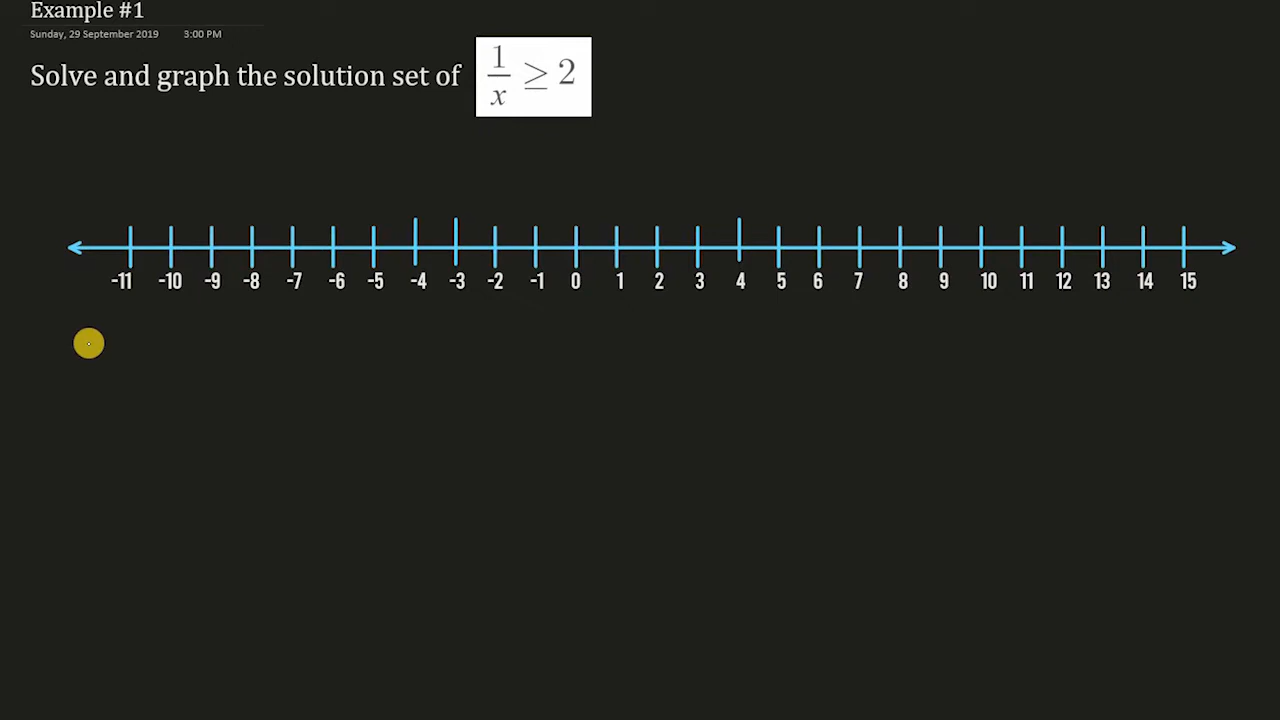 Example #1
Sunday, 29 September 2019 3:00 PM
Solve and graph the solution set of 1/x ≥ 2
-11 -10 -9 -8 -7 -6 -5 -4 -3 -2 -1 0 1 2 3 4 5 6 7 8 9 10 11 12 13 14 15